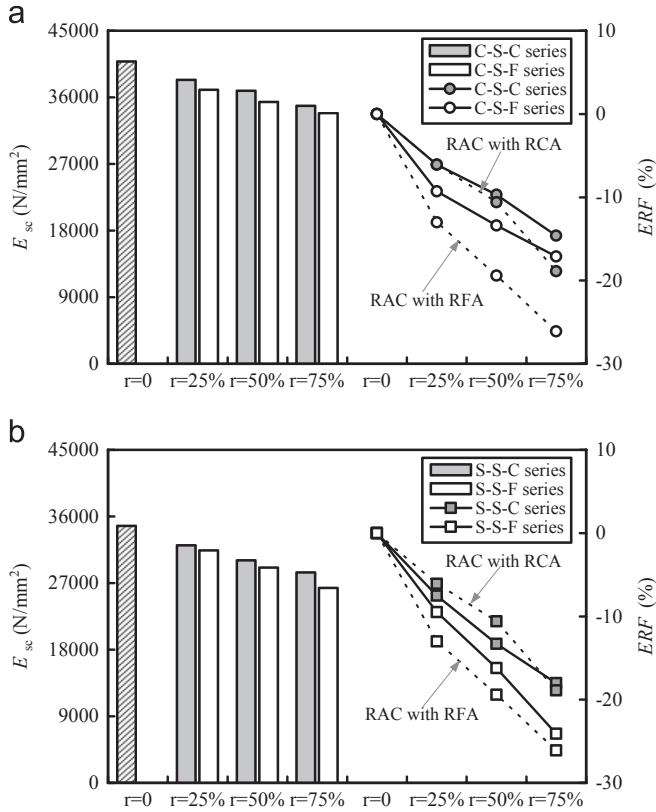 a
45000
36000
27000
18000
9000
0
E sc (N/mm²)
10
0
-10
-20
-30
ERF (%)
C-S-C series
C-S-F series
C-S-C series
C-S-F series
RAC with RCA
RAC with RFA
r=0 r=25% r=50% r=75% r=0 r=25% r=50% r=75%
b
45000
36000
27000
18000
9000
0
E sc (N/mm²)
10
0
-10
-20
-30
ERF (%)
S-S-C series
S-S-F series
S-S-C series
S-S-F series
RAC with RCA
RAC with RFA
r=0 r=25% r=50% r=75% r=0 r=25% r=50% r=75%